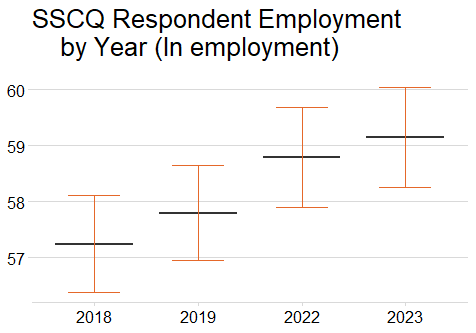 SSCQ Respondent Employment
by Year (In employment)
60
59
58
57
2018 2019 2022 2023